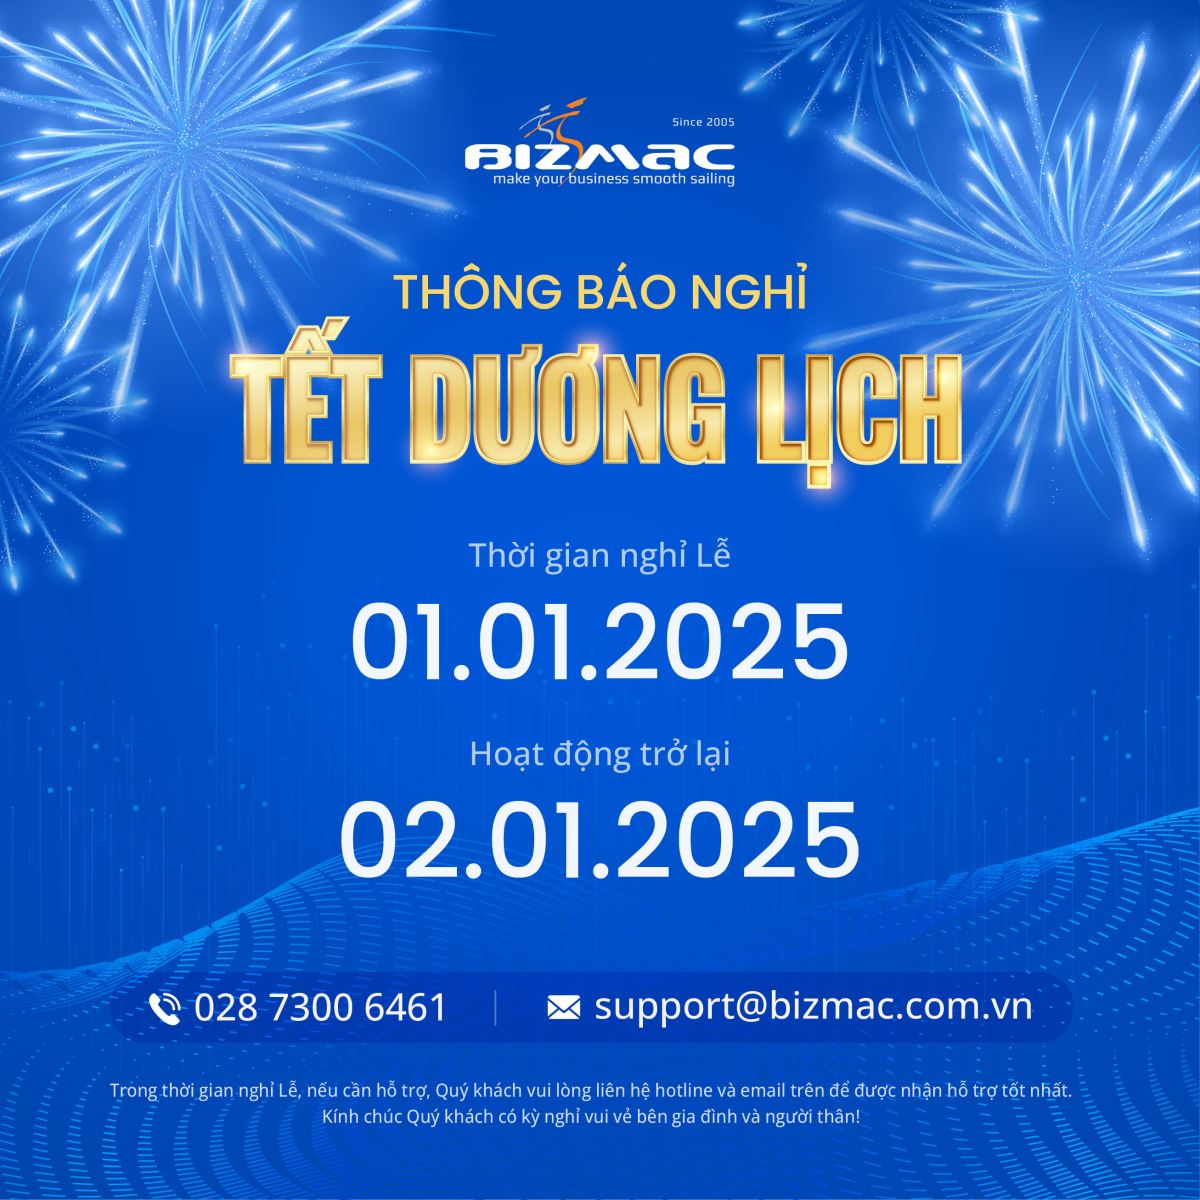 Since 2005
BIZMAC
make your business smooth sailing
THÔNG BÁO NGHỈ
TẾT DƯƠNG LỊCH
Thời gian nghỉ Lễ
01.01.2025
Hoạt động trở lại
02.01.2025
028 7300 6461 | support@bizmac.com.vn
Trong thời gian nghỉ Lễ, nếu cần hỗ trợ, Quý khách vui lòng liên hệ hotline và email trên để được nhận hỗ trợ tốt nhất.
Kính chúc Quý khách có kỳ nghỉ vui vẻ bên gia đình và người thân!